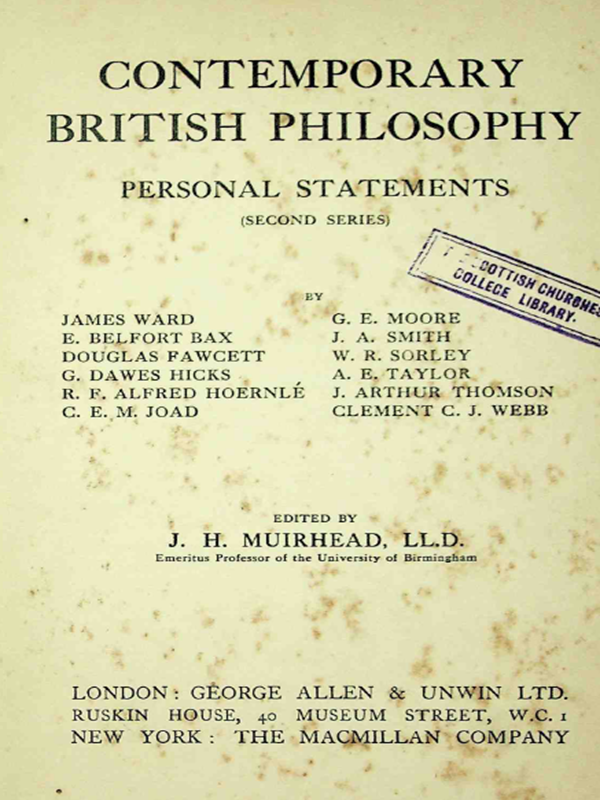 CONTEMPORARY
BRITISH PHILOSOPHY
PERSONAL STATEMENTS
(SECOND SERIES)
SCOTTISH CHURCHES
COLLEGE LIBRARY.
BY
JAMES WARD
E. BELFORT BAX
DOUGLAS FAWCETT
G. DAWES HICKS
R. F. ALFRED HOERNLÉ
C. E. M. JOAD
G. E. MOORE
J. A. SMITH
W. R. SORLEY
A. E. TAYLOR
J. ARTHUR THOMSON
CLEMENT C. J. WEBB
EDITED BY
J. H. MUIRHEAD, LL.D.
Emeritus Professor of the University of Birmingham
LONDON: GEORGE ALLEN & UNWIN LTD.
RUSKIN HOUSE, 40 MUSEUM STREET, W.C. 1
NEW YORK: THE MACMILLAN COMPANY